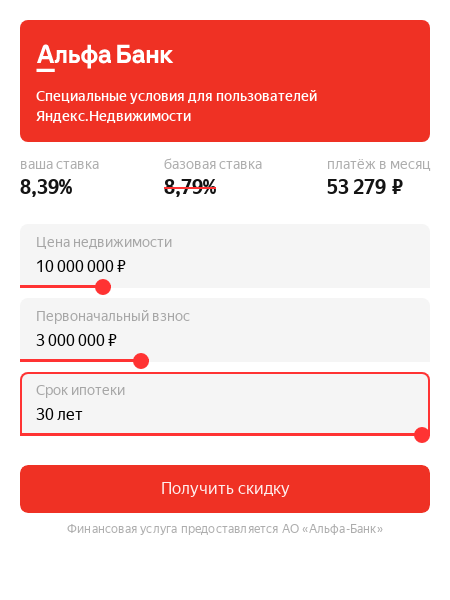 Альфа Банк
Специальные условия для пользователей
Яндекс.Недвижимости
ваша ставка базовая ставка платёж в месяц
8,39% 8,79% 53 279 ₽
Цена недвижимости
10 000 000 ₽
Первоначальный взнос
3 000 000 ₽
Срок ипотеки
30 лет
Получить скидку
Финансовая услуга предоставляется АО «Альфа-Банк»